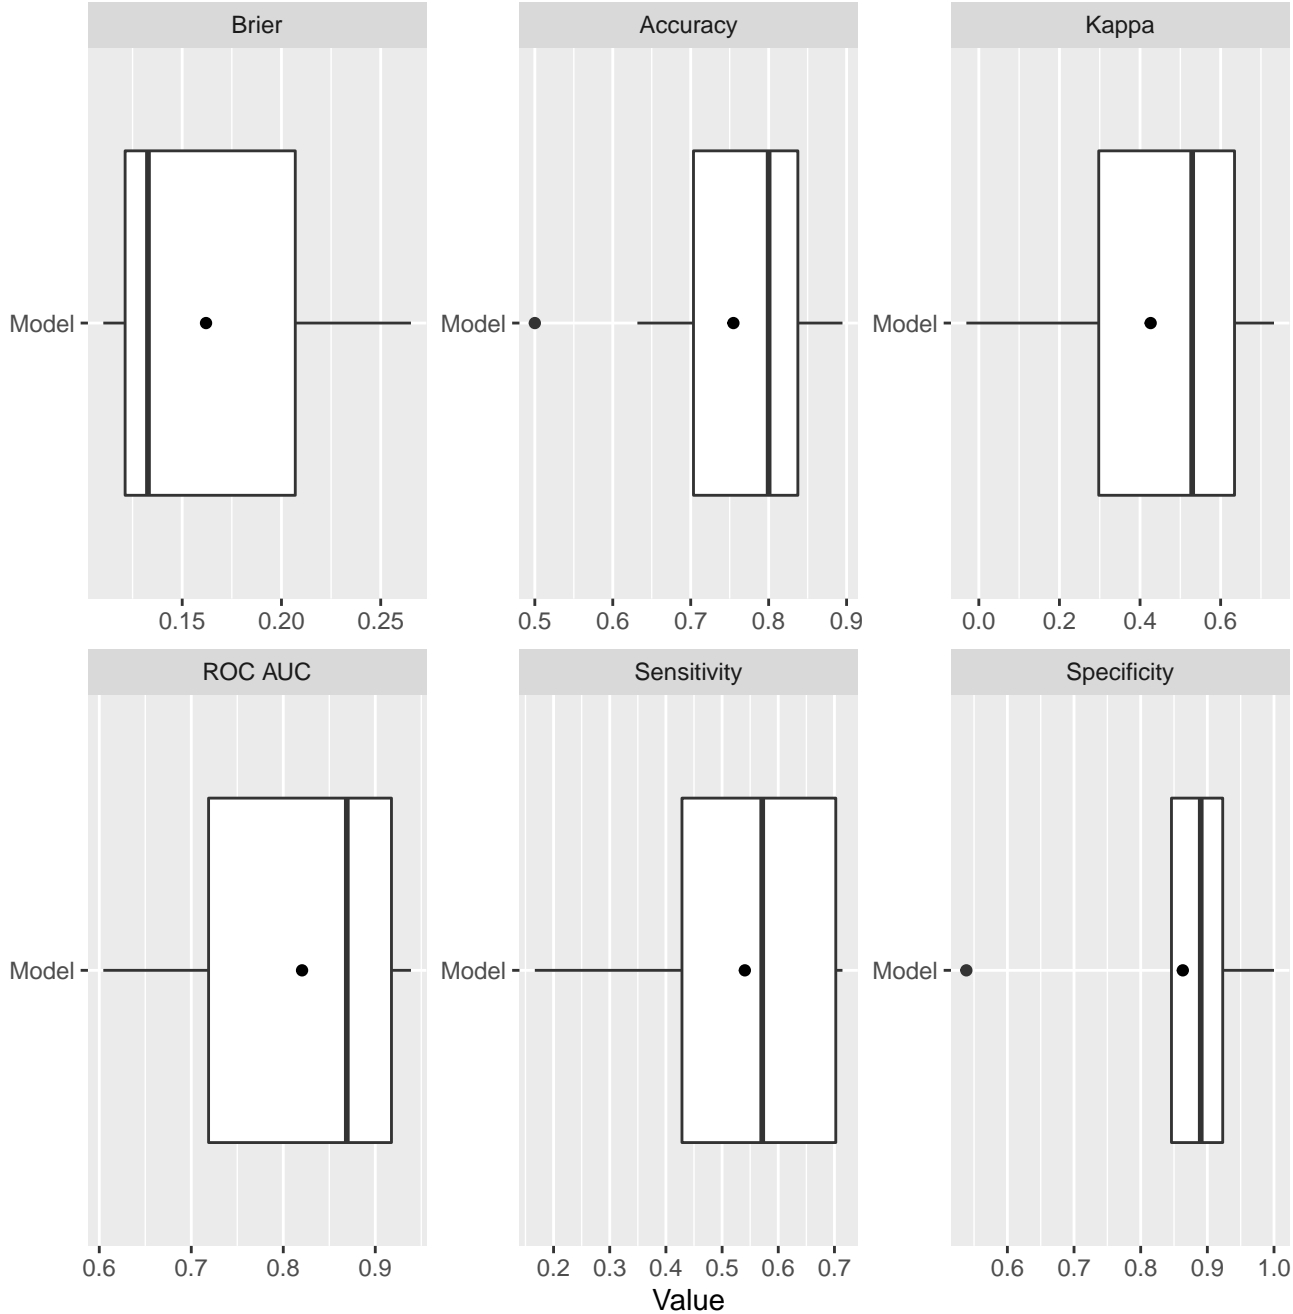 Brier Accuracy Kappa
Model Model Model
0.15 0.20 0.25 0.5 0.6 0.7 0.8 0.9 0.0 0.2 0.4 0.6
ROC AUC Sensitivity Specificity
Model Model Model
0.6 0.7 0.8 0.9 0.2 0.3 0.4 0.5 0.6 0.7 0.6 0.7 0.8 0.9 1.0
Value